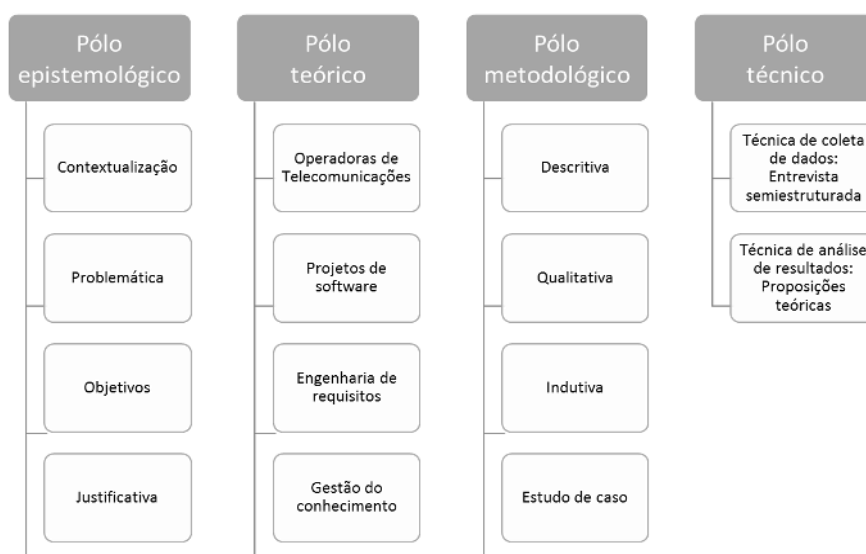 Pólo
epistemológico
Contextualização
Problemática
Objetivos
Justificativa
Pólo
teórico
Operadoras de
Telecomunicações
Projetos de
software
Engenharia de
requisitos
Gestão do
conhecimento
Pólo
metodológico
Descritiva
Qualitativa
Indutiva
Estudo de caso
Pólo
técnico
Técnica de coleta
de dados:
Entrevista
semiestruturada
Técnica de análise
de resultados:
Proposições
teóricas